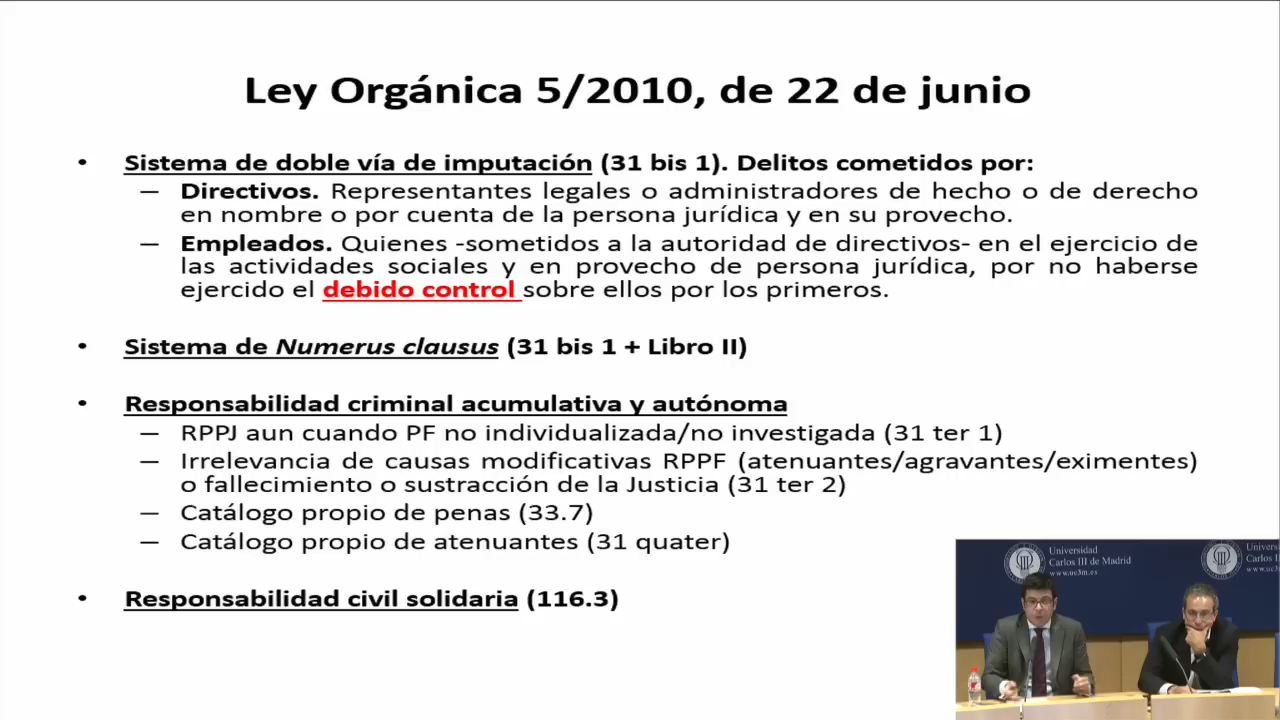 Ley Orgánica 5/2010, de 22 de junio
• Sistema de doble vía de imputación (31 bis 1). Delitos cometidos por:
— Directivos. Representantes legales o administradores de hecho o de derecho
en nombre o por cuenta de la persona jurídica y en su provecho.
— Empleados. Quienes -sometidos a la autoridad de directivos- en el ejercicio de
las actividades sociales y en provecho de persona jurídica, por no haberse
ejercido el debido control sobre ellos por los primeros.
• Sistema de Numerus clausus (31 bis 1 + Libro II)
• Responsabilidad criminal acumulativa y autónoma
— RPPJ aun cuando PF no individualizada/no investigada (31 ter 1)
— Irrelevancia de causas modificativas RPPF (atenuantes/agravantes/eximentes)
o fallecimiento o sustracción de la Justicia (31 ter 2)
— Catálogo propio de penas (33.7)
— Catálogo propio de atenuantes (31 quater)
• Responsabilidad civil solidaria (116.3)
Universidad
Carlos III de Madrid
www.uc3m.es
Universidad
Carlos III
www.uc3m.